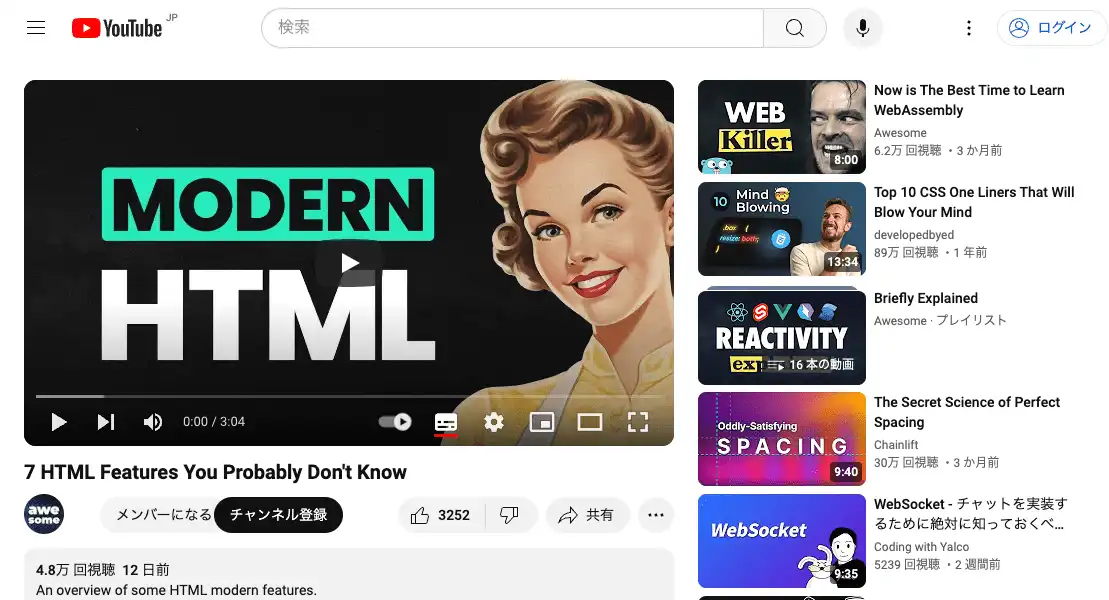 YouTube JP
検索
ログイン
MODERN
HTML
0:00 / 3:04
7 HTML Features You Probably Don't Know
awe
some
メンバーになる
チャンネル登録
3252
共有
4.8万 回視聴 12 日前
An overview of some HTML modern features.
WEB
Killer
8:00
Now is The Best Time to Learn
WebAssembly
Awesome
6.2万 回視聴 ・3 か月前
10
Mind
Blowing
.box {
resize: both;
}
13:34
Top 10 CSS One Liners That Will
Blow Your Mind
developedbyed
89万 回視聴 ・1 年前
REACTIVITY
16 本の動画
Briefly Explained
Awesome · プレイリスト
Oddly-Satisfying
SPACING
9:40
The Secret Science of Perfect
Spacing
Chainlift
30万 回視聴 ・3 か月前
WebSocket
9:35
WebSocket - チャットを実装す
るために絶対に知っておくべ...
Coding with Yalco
5239 回視聴 ・2 週間前